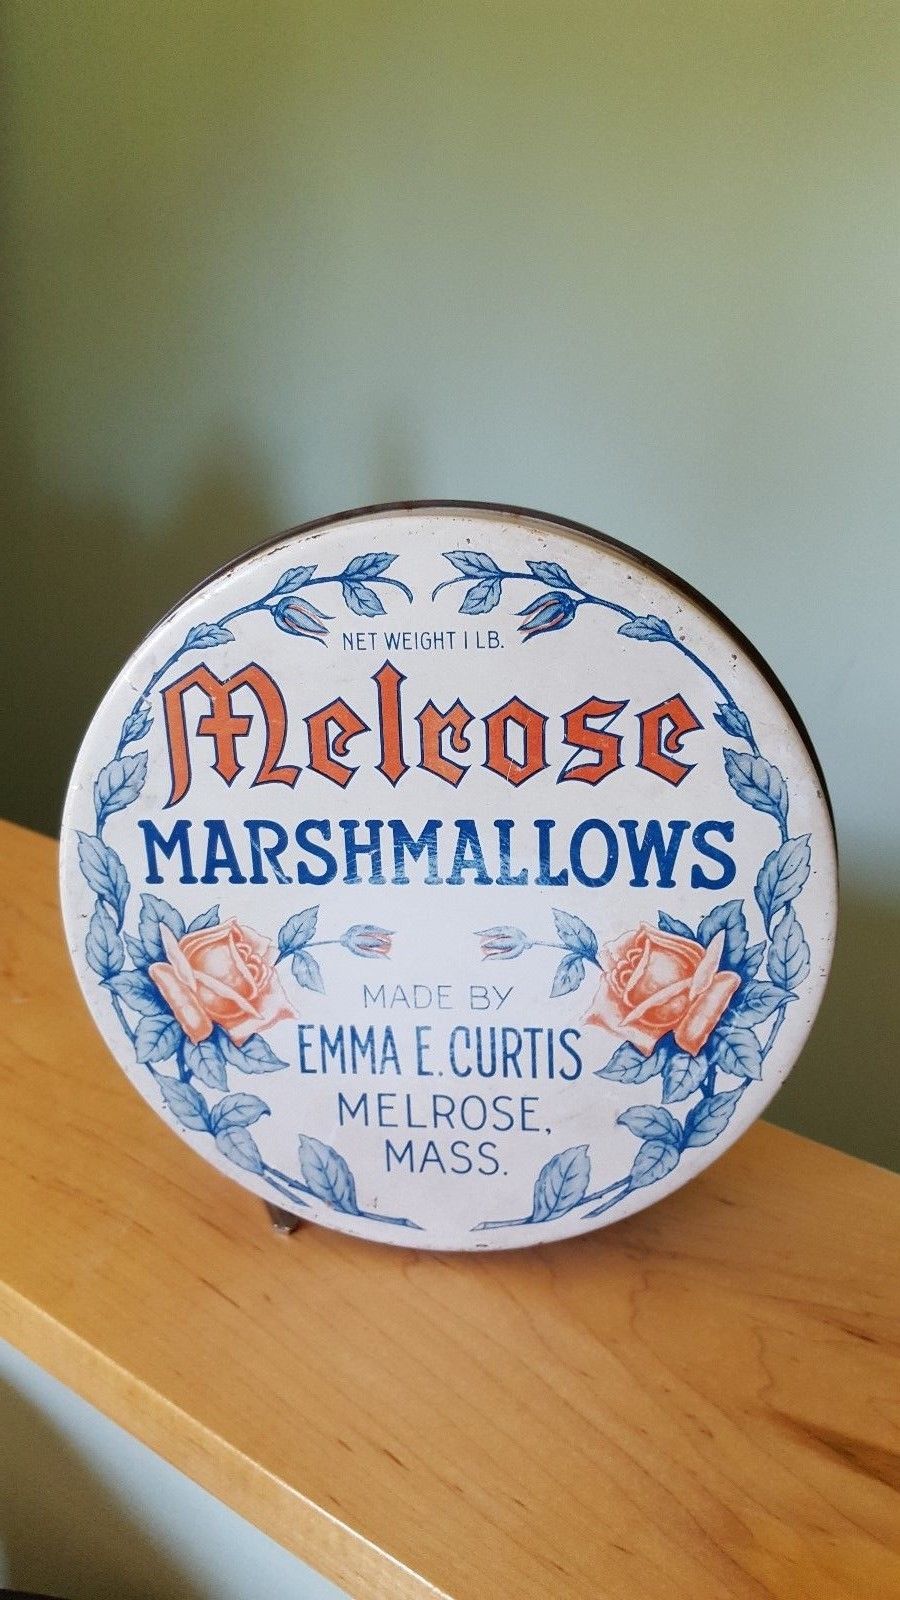 NET WEIGHT 1 LB.
Melrose
MARSHMALLOWS
MADE BY
EMMA E. CURTIS
MELROSE,
MASS.